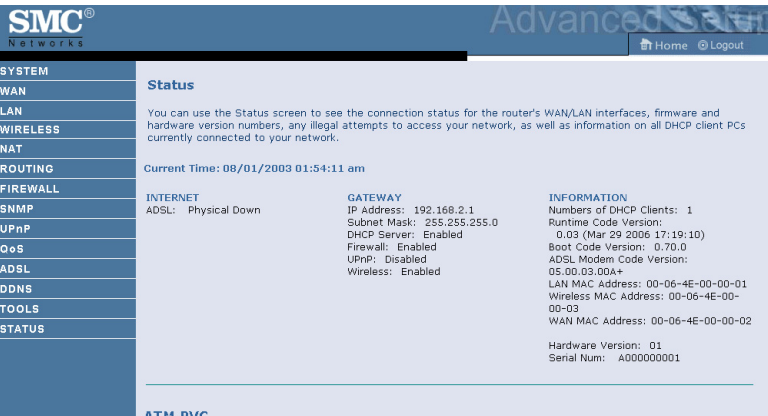 SMC®
Networks
Advanced Setup
Home Logout
SYSTEM
WAN
LAN
WIRELESS
NAT
ROUTING
FIREWALL
SNMP
UPnP
QoS
ADSL
DDNS
TOOLS
STATUS
Status
You can use the Status screen to see the connection status for the router's WAN/LAN interfaces, firmware and
hardware version numbers, any illegal attempts to access your network, as well as information on all DHCP client PCs
currently connected to your network.
Current Time: 08/01/2003 01:54:11 am
INTERNET
ADSL: Physical Down
GATEWAY
IP Address: 192.168.2.1
Subnet Mask: 255.255.255.0
DHCP Server: Enabled
Firewall: Enabled
UPnP: Disabled
Wireless: Enabled
INFORMATION
Numbers of DHCP Clients: 1
Runtime Code Version:
0.03 (Mar 29 2006 17:19:10)
Boot Code Version: 0.70.0
ADSL Modem Code Version:
05.00.03.00A+
LAN MAC Address: 00-06-4E-00-00-01
Wireless MAC Address: 00-06-4E-00-
00-03
WAN MAC Address: 00-06-4E-00-00-02
Hardware Version: 01
Serial Num: A000000001
ATM PVC